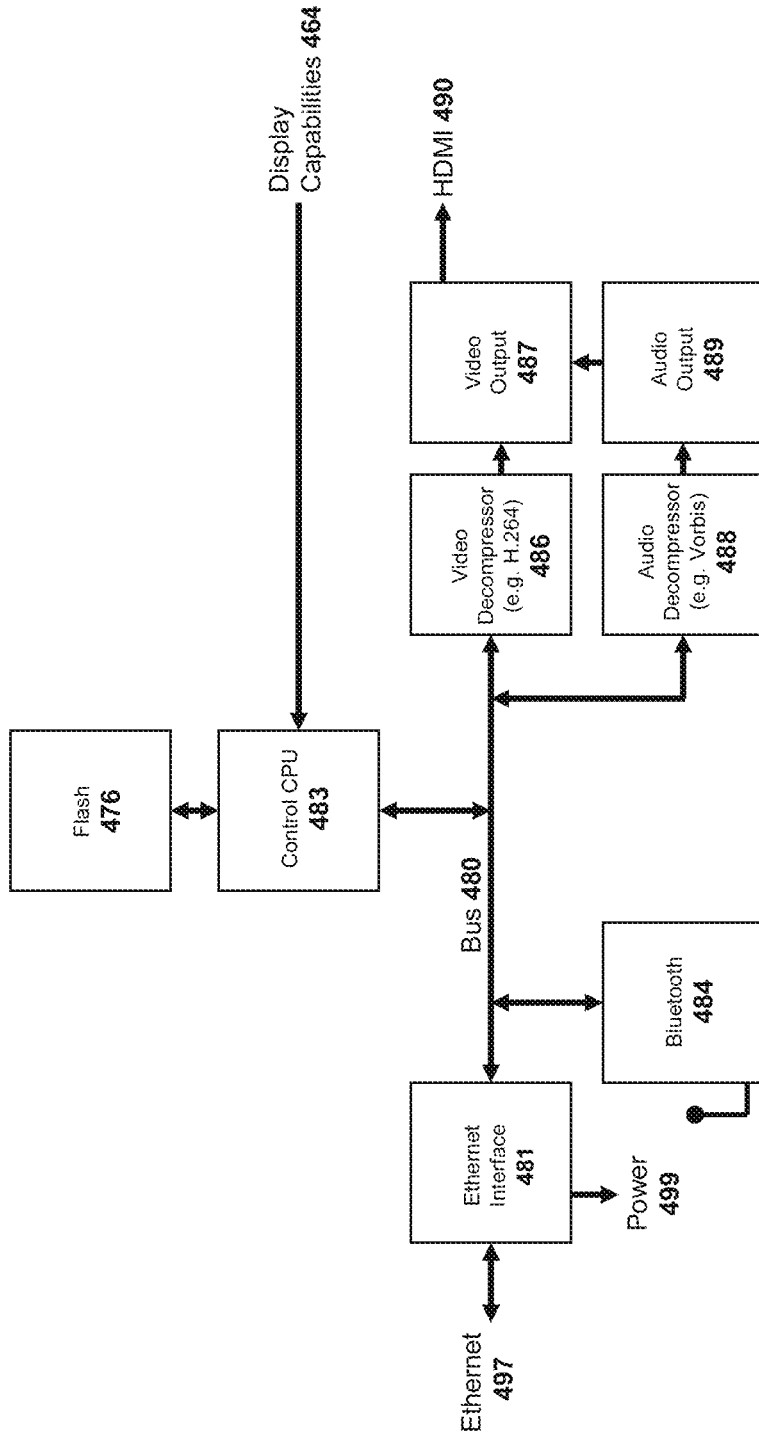 Flash
476
Display
Capabilities 464
Control CPU
483
HDMI 490
Bus 480
Ethernet
497
Ethernet
Interface
481
Video
Decompressor
(e.g. H.264)
486
Video
Output
487
Power
499
Bluetooth
484
Audio
Decompressor
(e.g. Vorbis)
488
Audio
Output
489